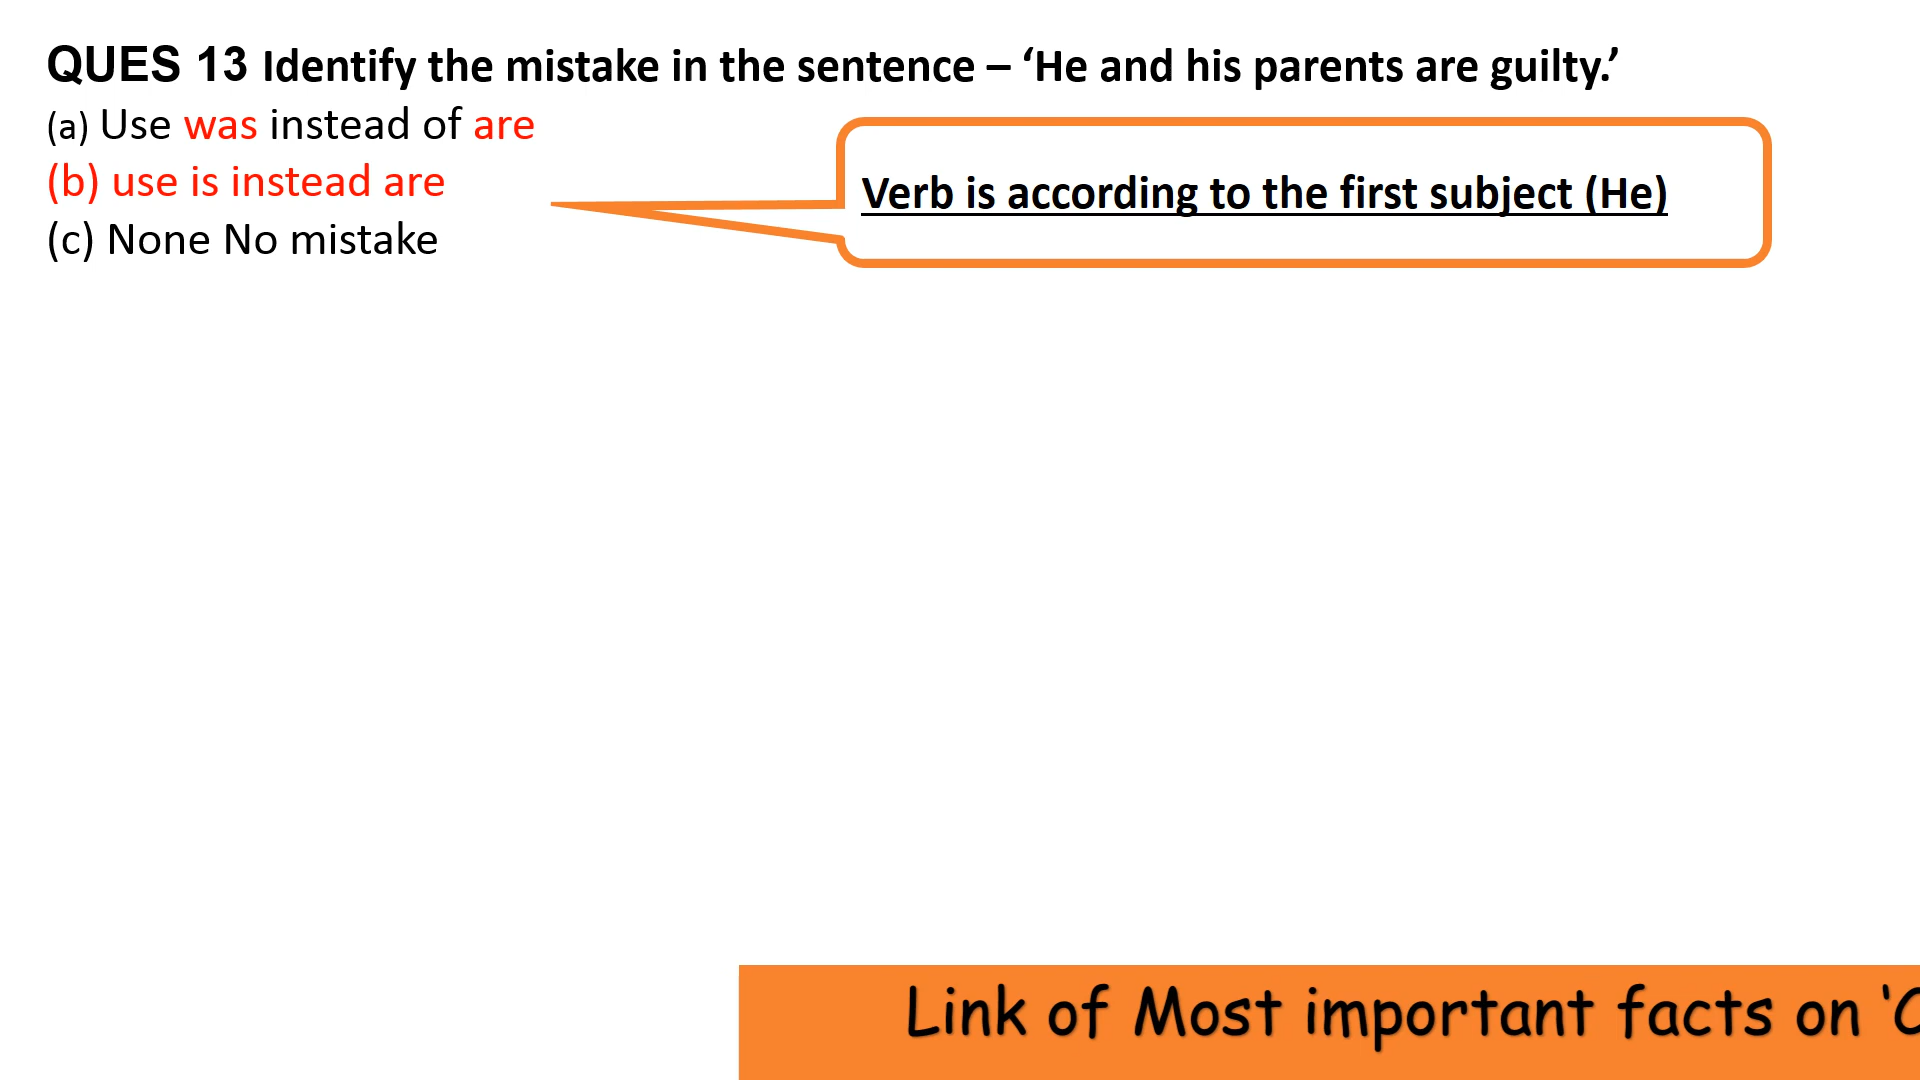 QUES 13 Identify the mistake in the sentence – ‘He and his parents are guilty.’
(a) Use was instead of are
(b) use is instead are
(c) None No mistake
Verb is according to the first subject (He)
Link of Most important facts on ‘